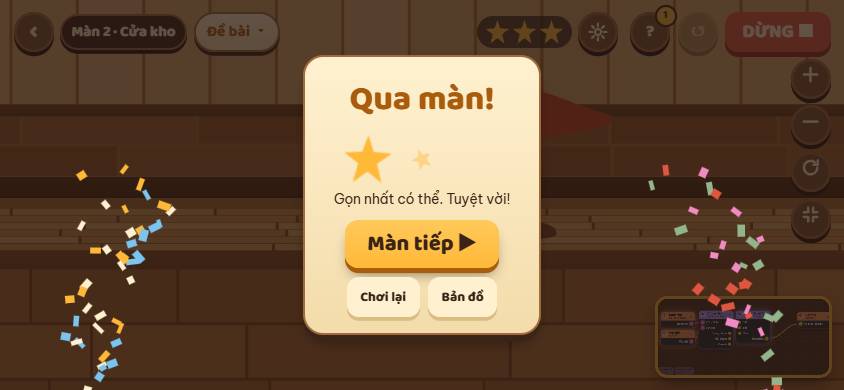 Màn 2 · Cửa kho
Đề bài
?
1
DỪNG
Qua màn!
Gọn nhất có thể. Tuyệt vời!
Màn tiếp
Chơi lại
Bản đồ